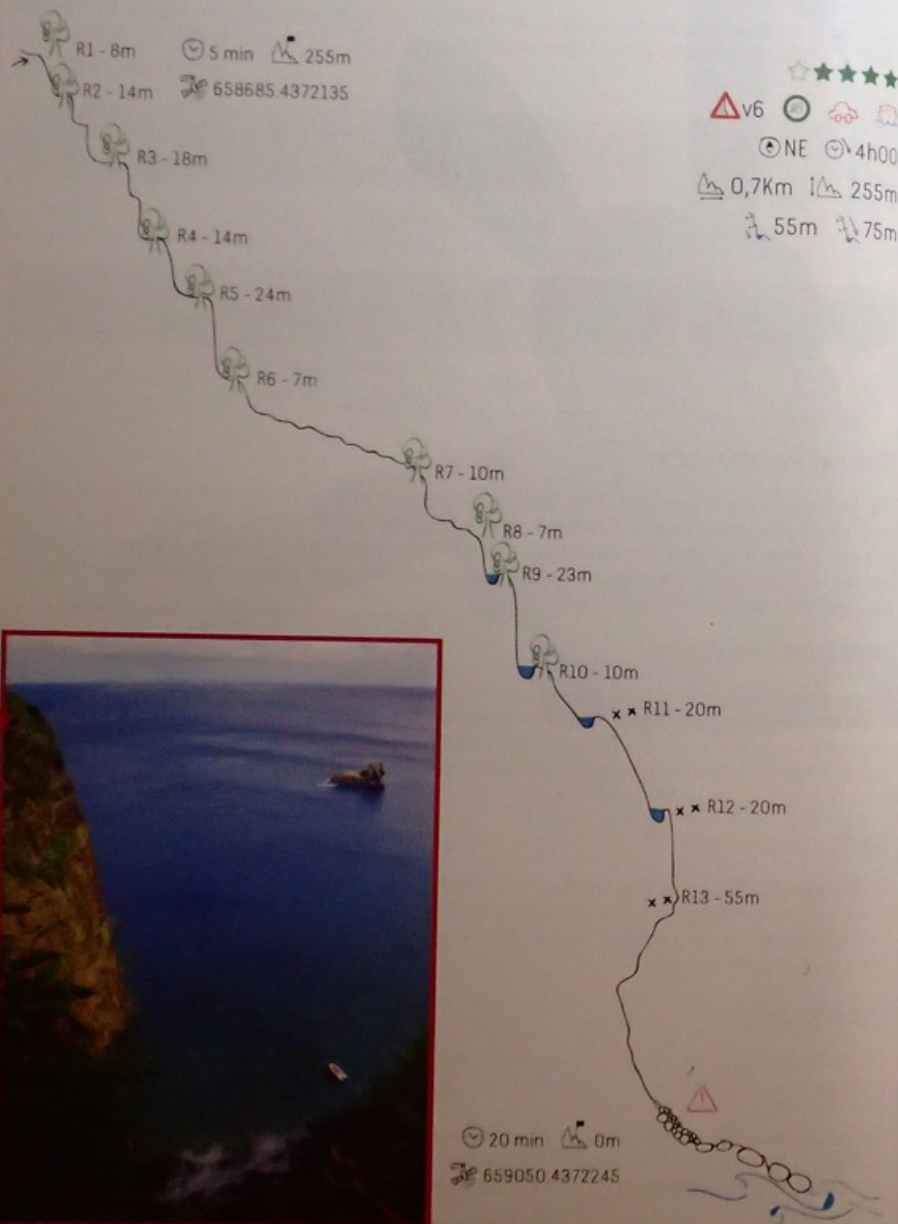 R1 - 8m
5 min 255m
R2 - 14m
658685.4372135
v6
NE 4h00
0,7Km 255m
55m 75m
R3 - 18m
R4 - 14m
R5 - 24m
R6 - 7m
R7 - 10m
R8 - 7m
R9 - 23m
R10 - 10m
R11 - 20m
R12 - 20m
R13 - 55m
20 min 0m
659050.4372245